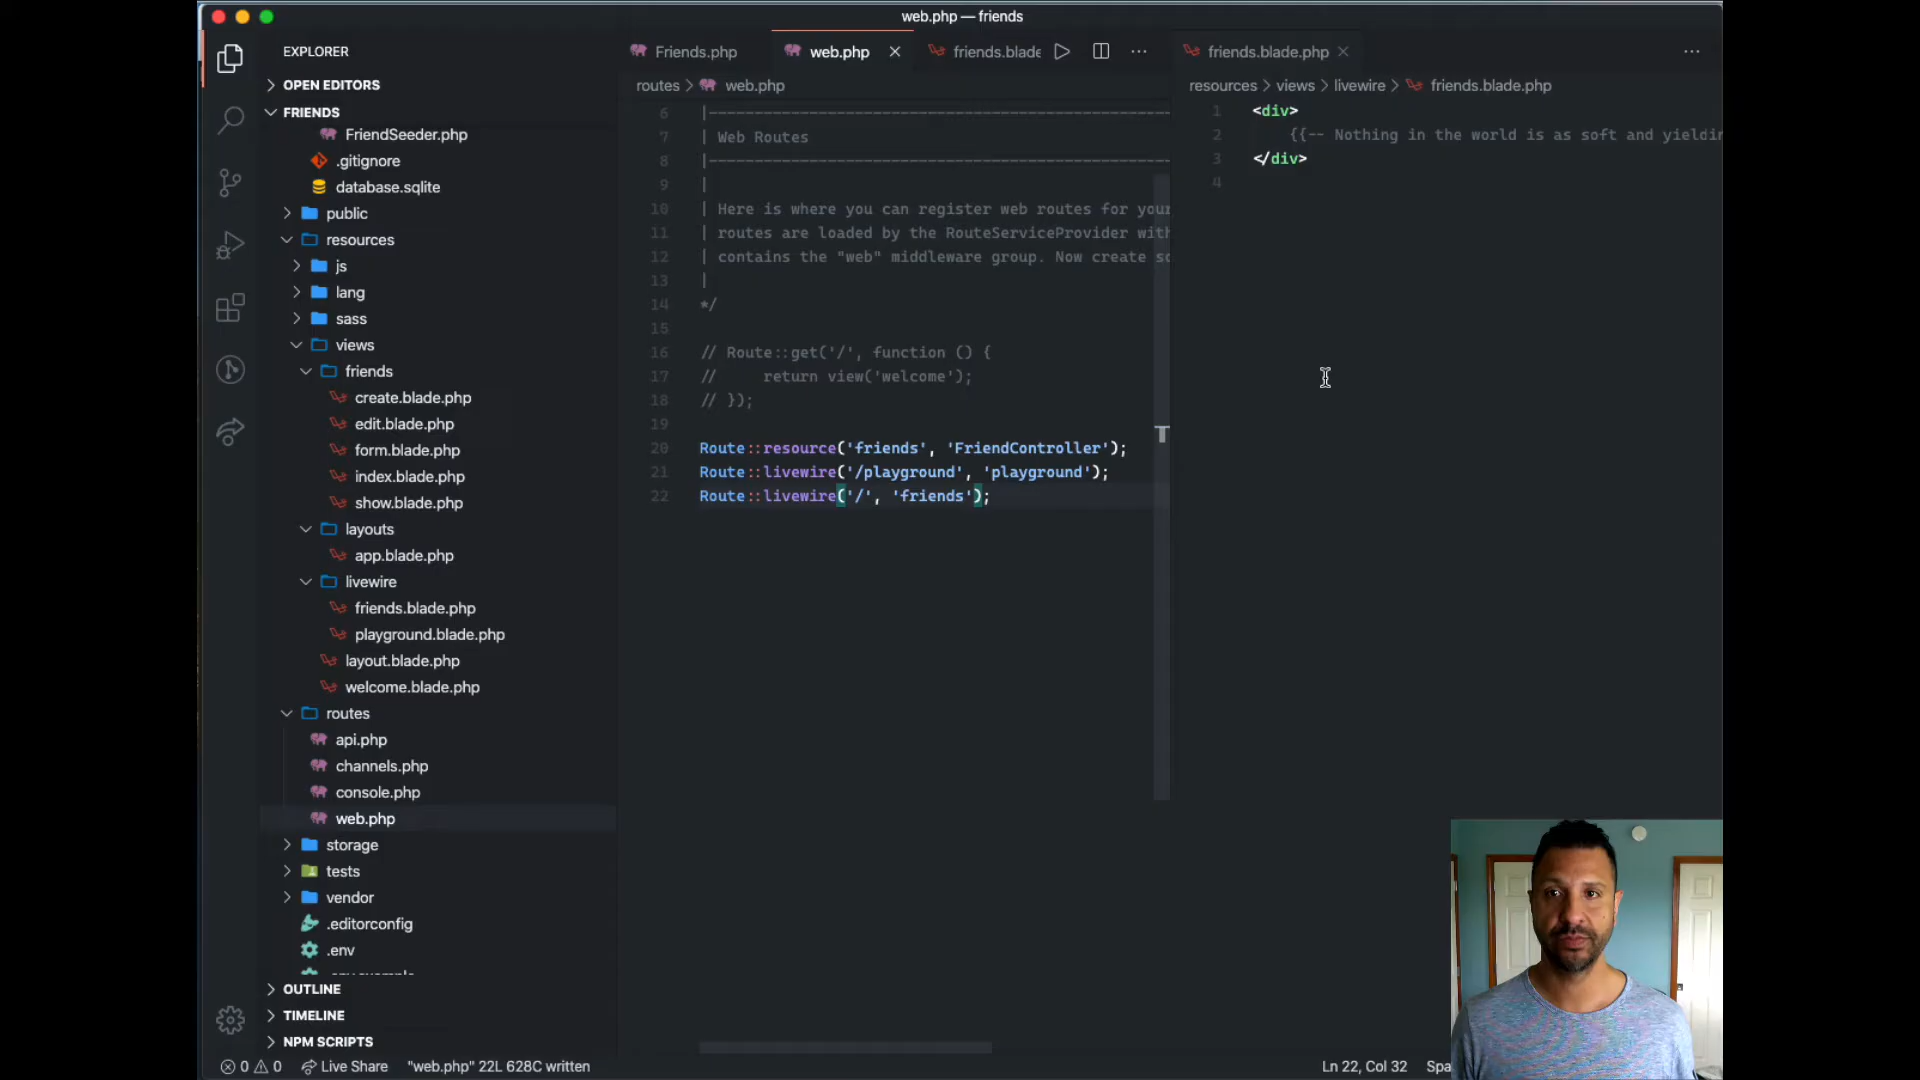 web.php — friends
EXPLORER
OPEN EDITORS
FRIENDS
FriendSeeder.php
.gitignore
database.sqlite
public
resources
js
lang
sass
views
friends
create.blade.php
edit.blade.php
form.blade.php
index.blade.php
show.blade.php
layouts
app.blade.php
livewire
friends.blade.php
playground.blade.php
layout.blade.php
welcome.blade.php
routes
api.php
channels.php
console.php
web.php
storage
tests
vendor
.editorconfig
.env
OUTLINE
TIMELINE
NPM SCRIPTS
Friends.php
web.php
friends.blade
routes > web.php
6 |--------------------------------------------------
7 | Web Routes
8 |--------------------------------------------------
9 |
10 | Here is where you can register web routes for your
11 | routes are loaded by the RouteServiceProvider with
12 | contains the "web" middleware group. Now create so
13 |
14 */
15
16 // Route::get('/', function () {
17 //     return view('welcome');
18 // });
19
20 Route::resource('friends', 'FriendController');
21 Route::livewire('/playground', 'playground');
22 Route::livewire('/', 'friends');
friends.blade.php
resources > views > livewire > friends.blade.php
1 <div>
2     {{-- Nothing in the world is as soft and yieldin
3 </div>
4
0 0 Live Share "web.php" 22L 628C written
Ln 22, Col 32 Spa